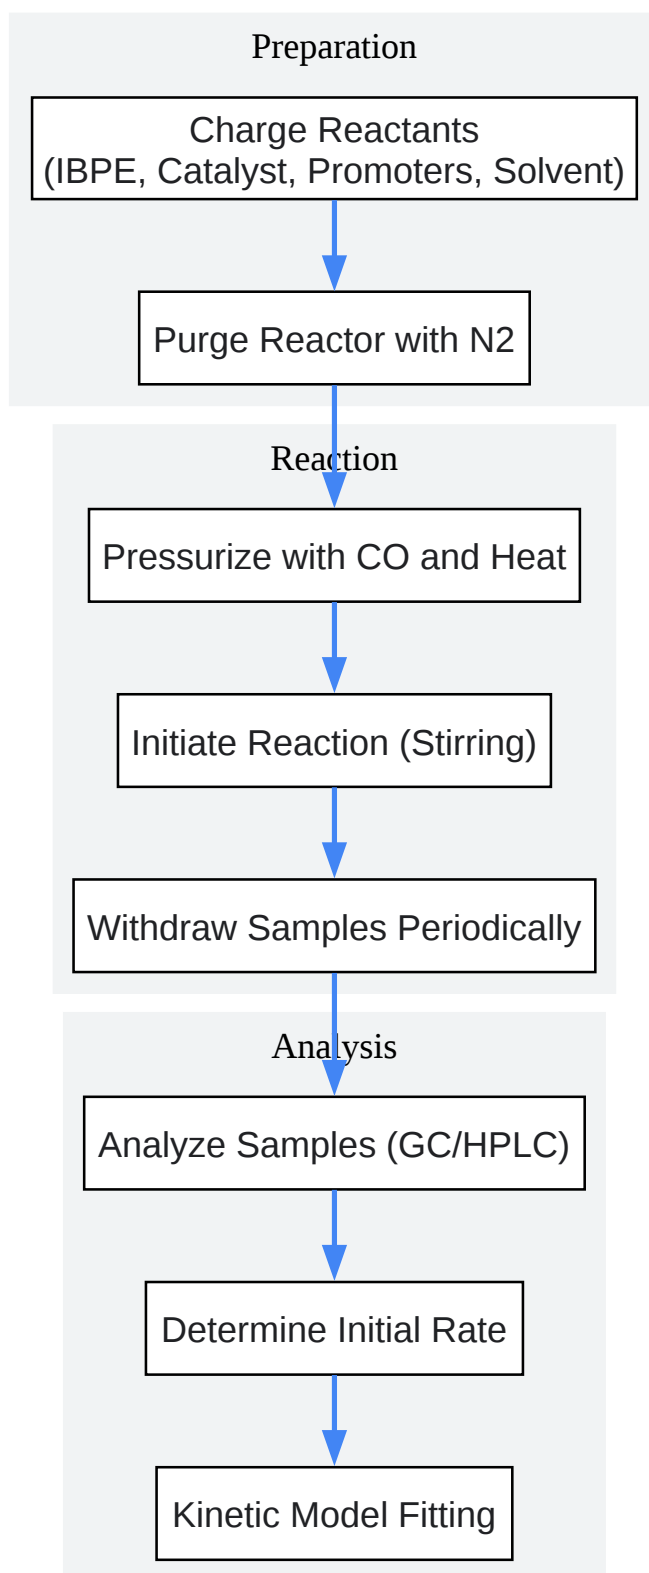 Preparation
Charge Reactants
(IBPE, Catalyst, Promoters, Solvent)
Purge Reactor with N2
Reaction
Pressurize with CO and Heat
Initiate Reaction (Stirring)
Withdraw Samples Periodically
Analysis
Analyze Samples (GC/HPLC)
Determine Initial Rate
Kinetic Model Fitting